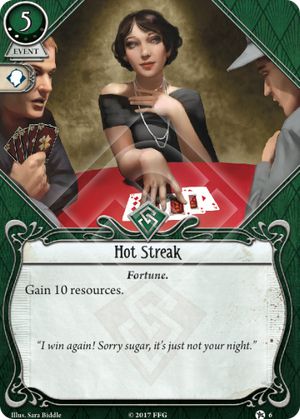 5
EVENT
Hot Streak
Fortune.
Gain 10 resources.
"I win again! Sorry sugar, it's just not your night."
Illus. Sara Biddle
© 2017 FFG
6